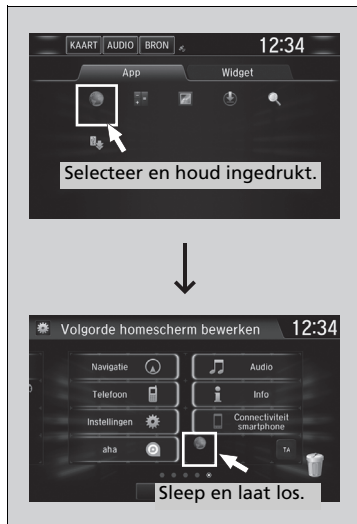 KAART AUDIO BRON 12:34
App Widget
Selecteer en houd ingedrukt.
Volgorde homescherm bewerken 12:34
Navigatie Audio
Telefoon Info
Instellingen Connectiviteit smartphone
aha TA
Sleep en laat los.